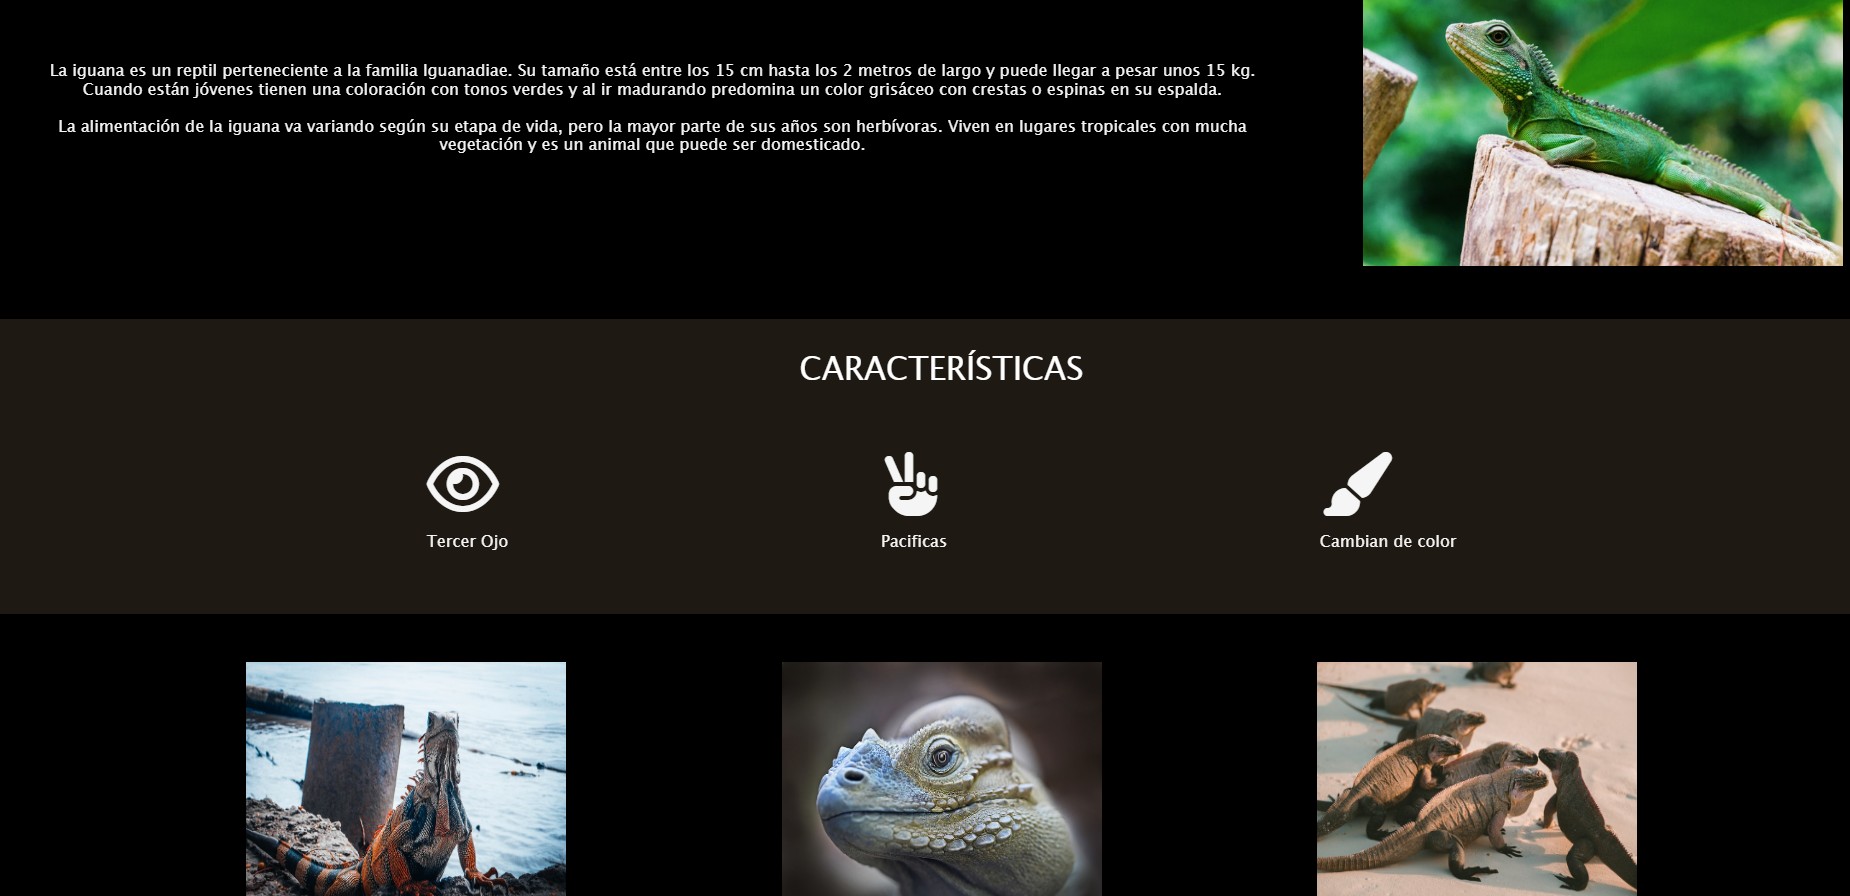 La iguana es un reptil perteneciente a la familia Iguanadiae. Su tamaño está entre los 15 cm hasta los 2 metros de largo y puede llegar a pesar unos 15 kg.
Cuando están jóvenes tienen una coloración con tonos verdes y al ir madurando predomina un color grisáceo con crestas o espinas en su espalda.
La alimentación de la iguana va variando según su etapa de vida, pero la mayor parte de sus años son herbívoras. Viven en lugares tropicales con mucha
vegetación y es un animal que puede ser domesticado.
CARACTERÍSTICAS
Tercer Ojo
Pacificas
Cambian de color